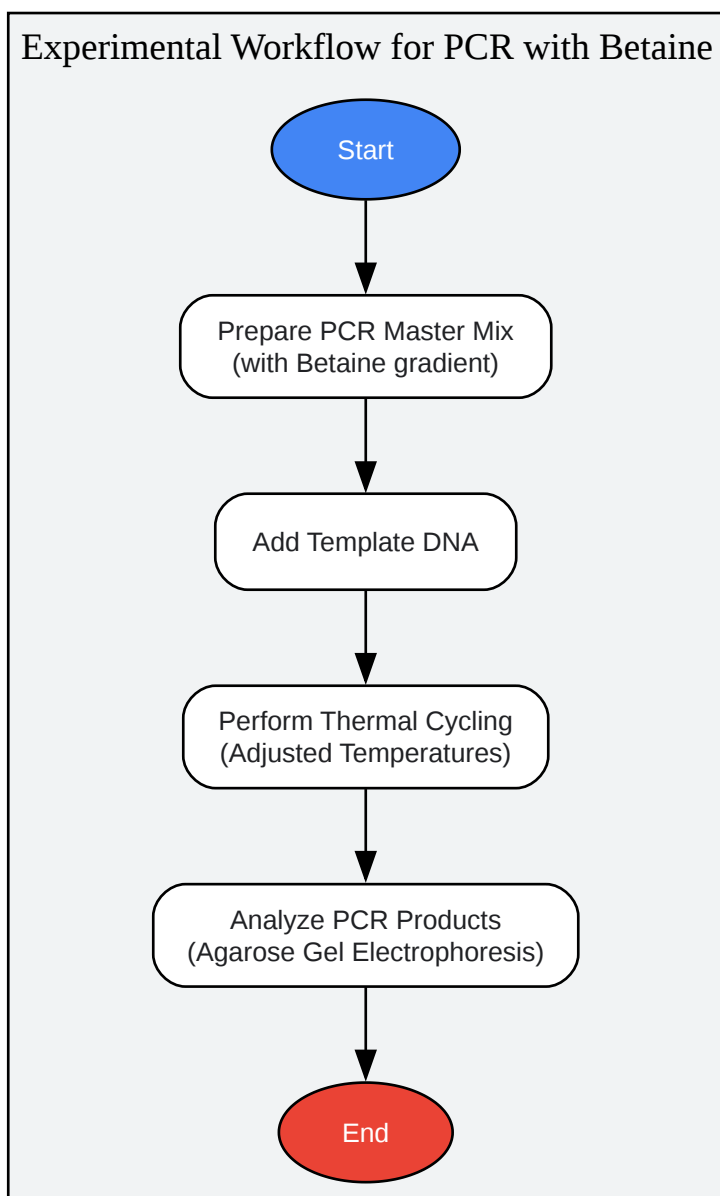 Experimental Workflow for PCR with Betaine
Start
Prepare PCR Master Mix
(with Betaine gradient)
Add Template DNA
Perform Thermal Cycling
(Adjusted Temperatures)
Analyze PCR Products
(Agarose Gel Electrophoresis)
End